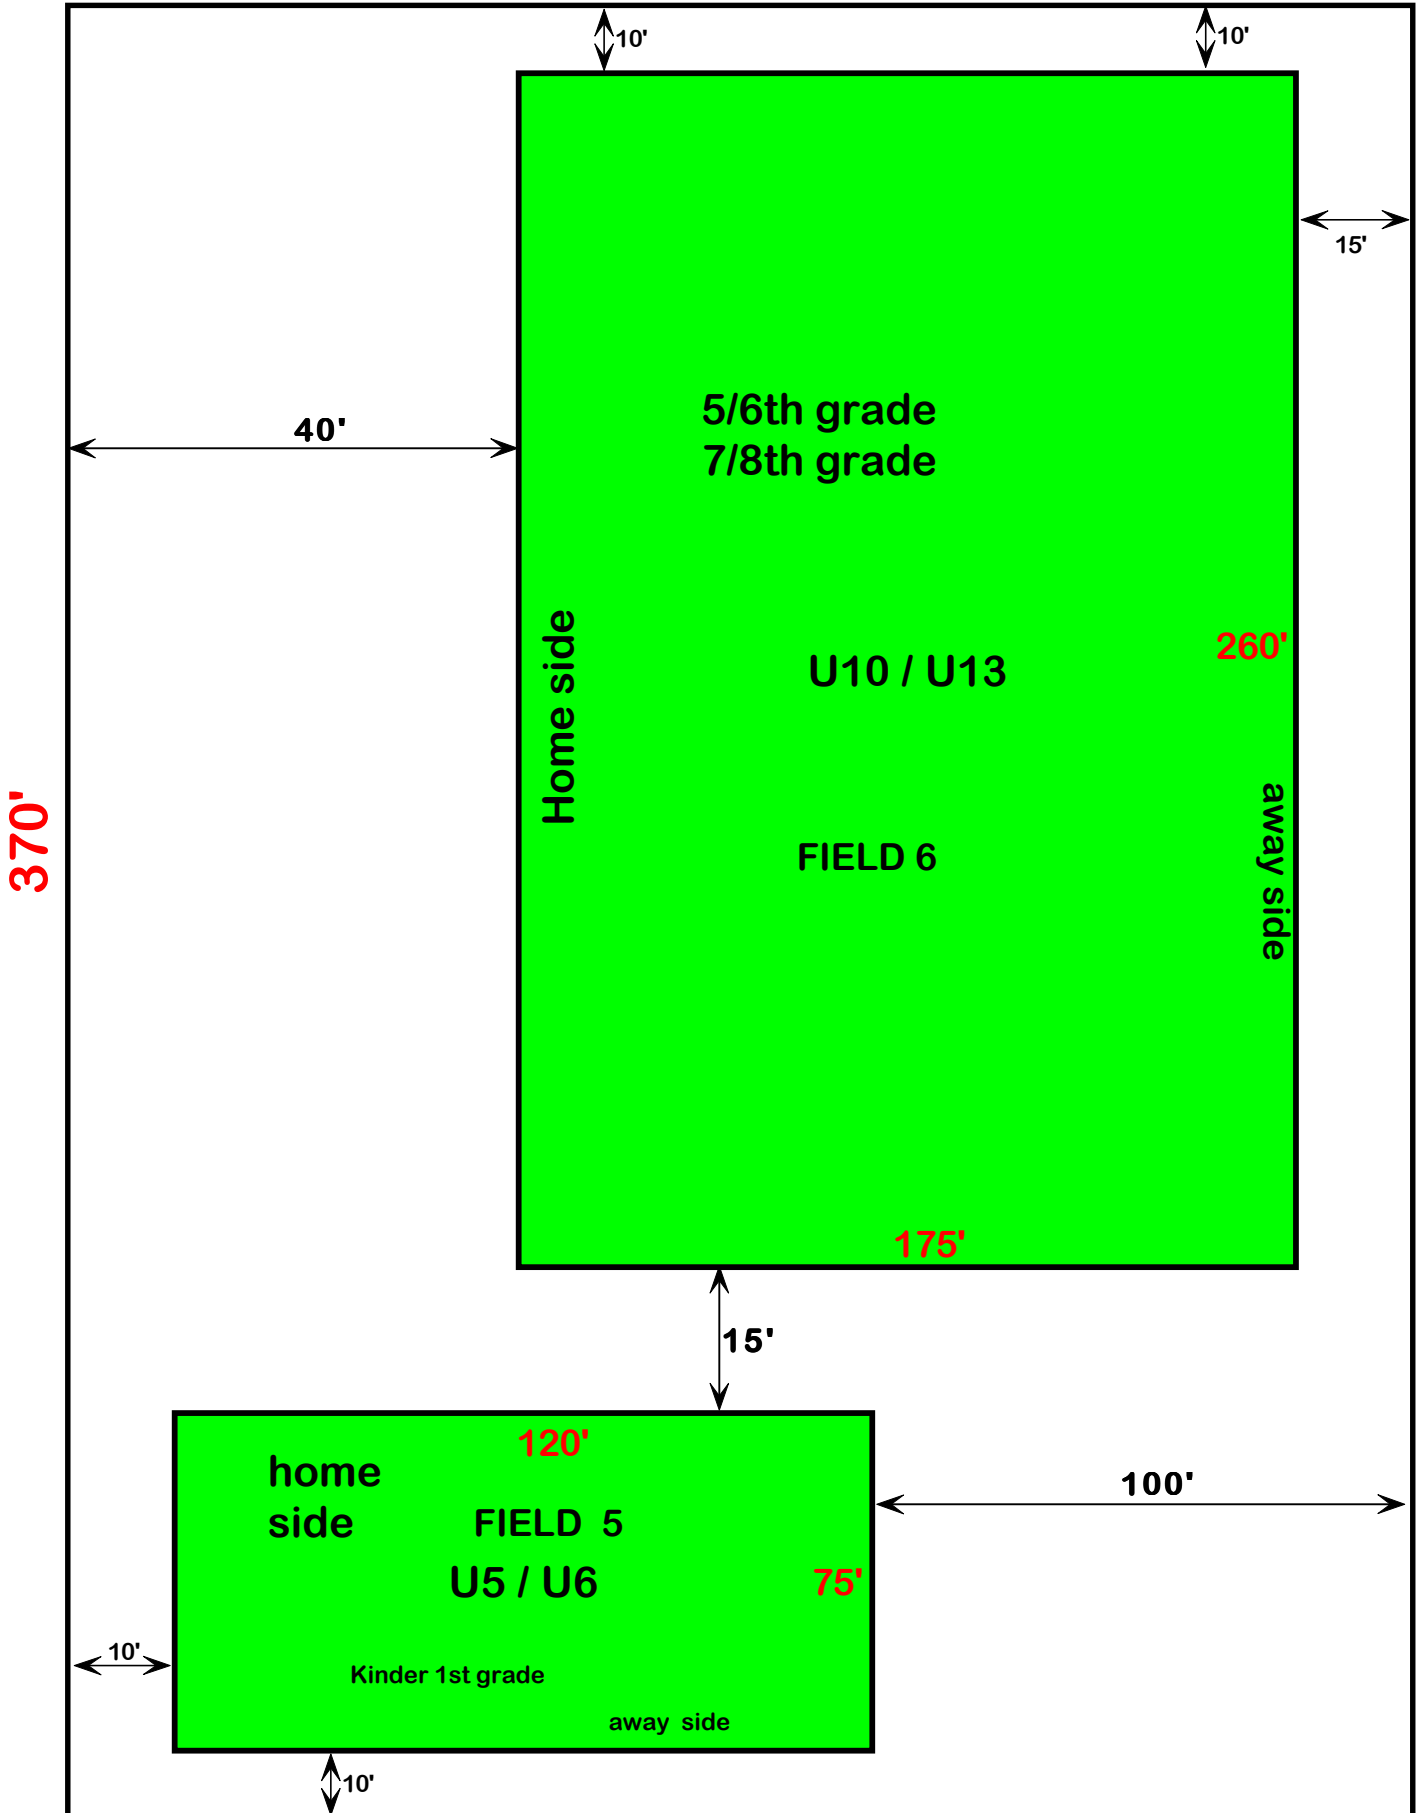 10'
10'
15'
40'
5/6th grade
7/8th grade
Home side
260'
U10 / U13
away side
370'
FIELD 6
175'
15'
120'
home
side
FIELD  5
100'
U5 / U6
75'
10'
Kinder 1st grade
away  side
10'